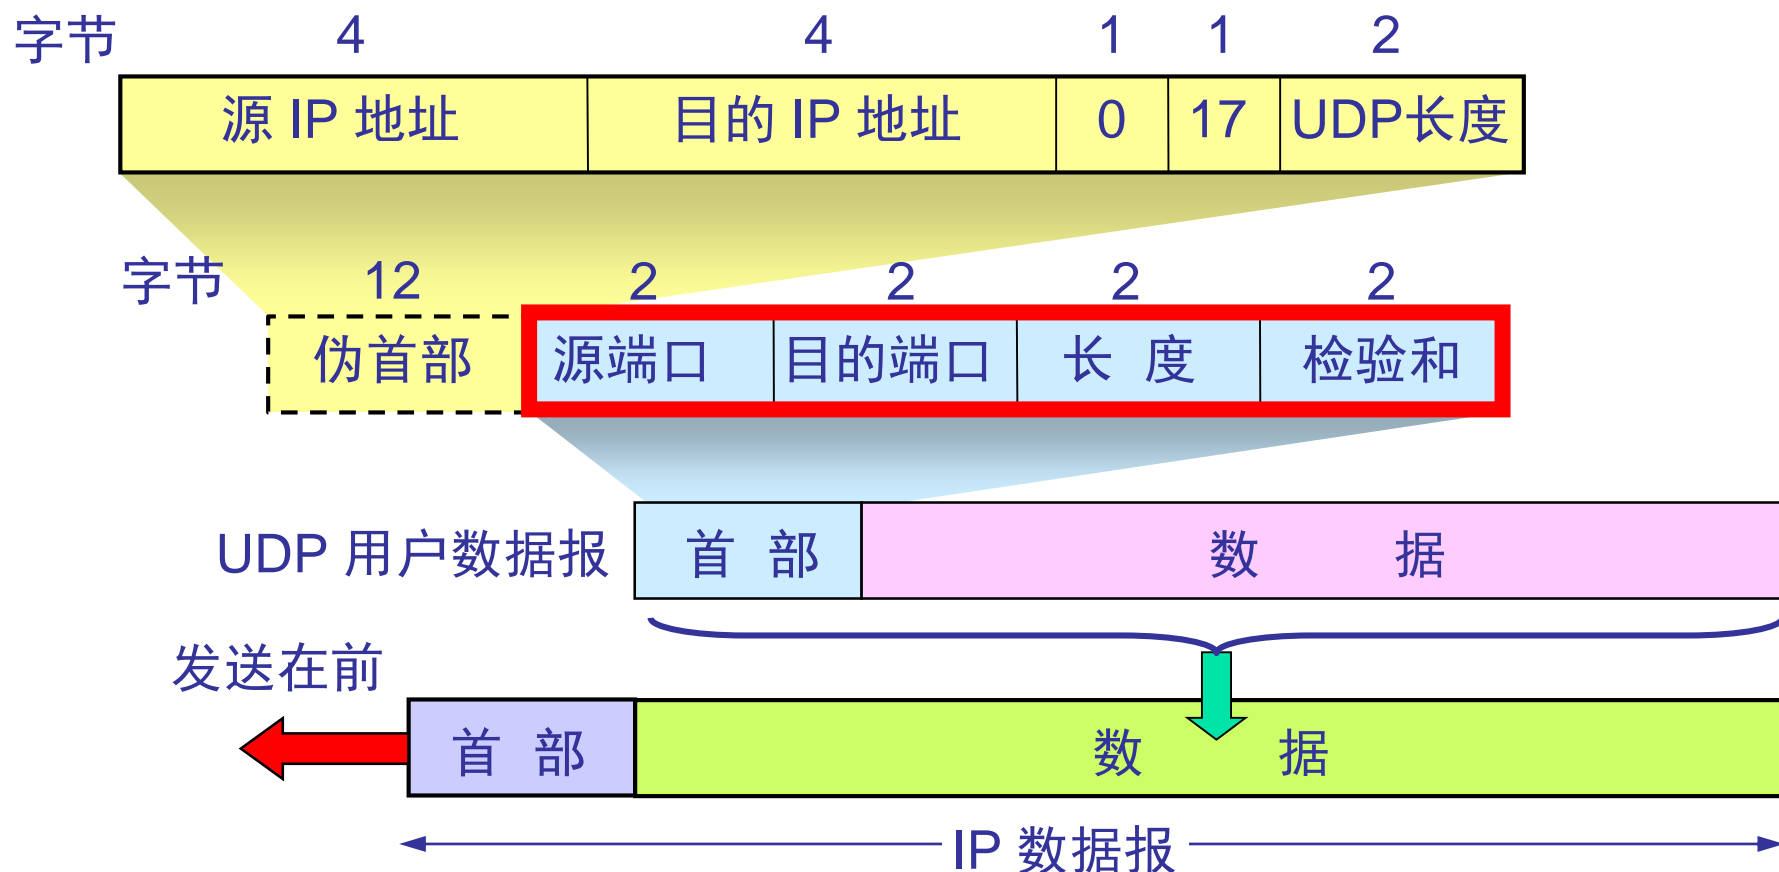 字节 4 4 1 1 2
源 IP 地址 目的 IP 地址 0 17 UDP长度
字节 12 2 2 2 2
伪首部 源端口 目的端口 长 度 检验和
UDP 用户数据报 首 部 数 据
发送在前
首 部 数 据
IP 数据报